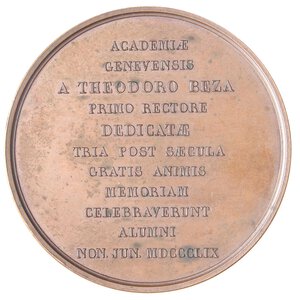 ACADEMIÆ
GENEVENSIS
A THEODORO BEZA
PRIMO RECTORE
DEDICATÆ
TRIA POST SÆCULA
GRATIS ANIMIS
MEMORIAM
CELEBRAVERUNT
ALUMNI
NON. JUN. MDCCCLIX